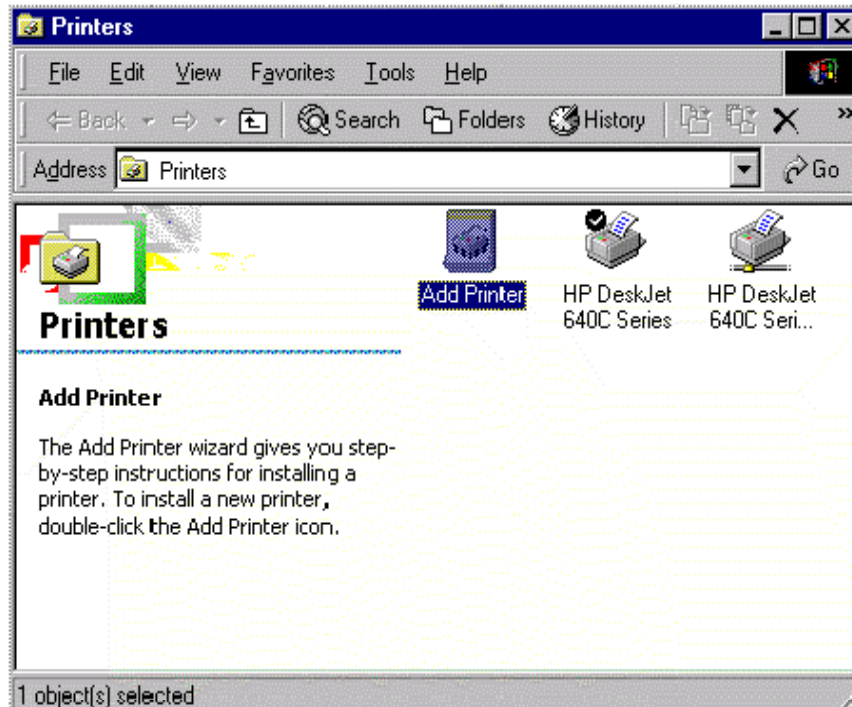 Printers
File Edit View Favorites Tools Help
Back Search Folders History »
Address Printers Go
Printers
Add Printer
The Add Printer wizard gives you step-
by-step instructions for installing a
printer. To install a new printer,
double-click the Add Printer icon.
Add Printer
HP DeskJet
640C Series
HP DeskJet
640C Seri...
1 object(s) selected